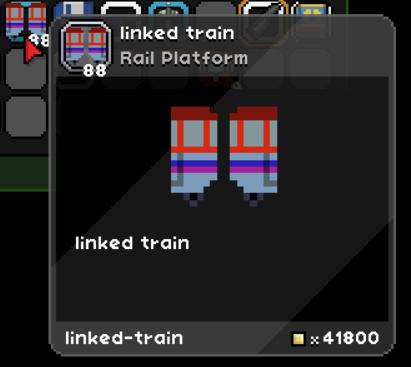 88
linked train
Rail Platform
88
linked train
linked-train
x41800